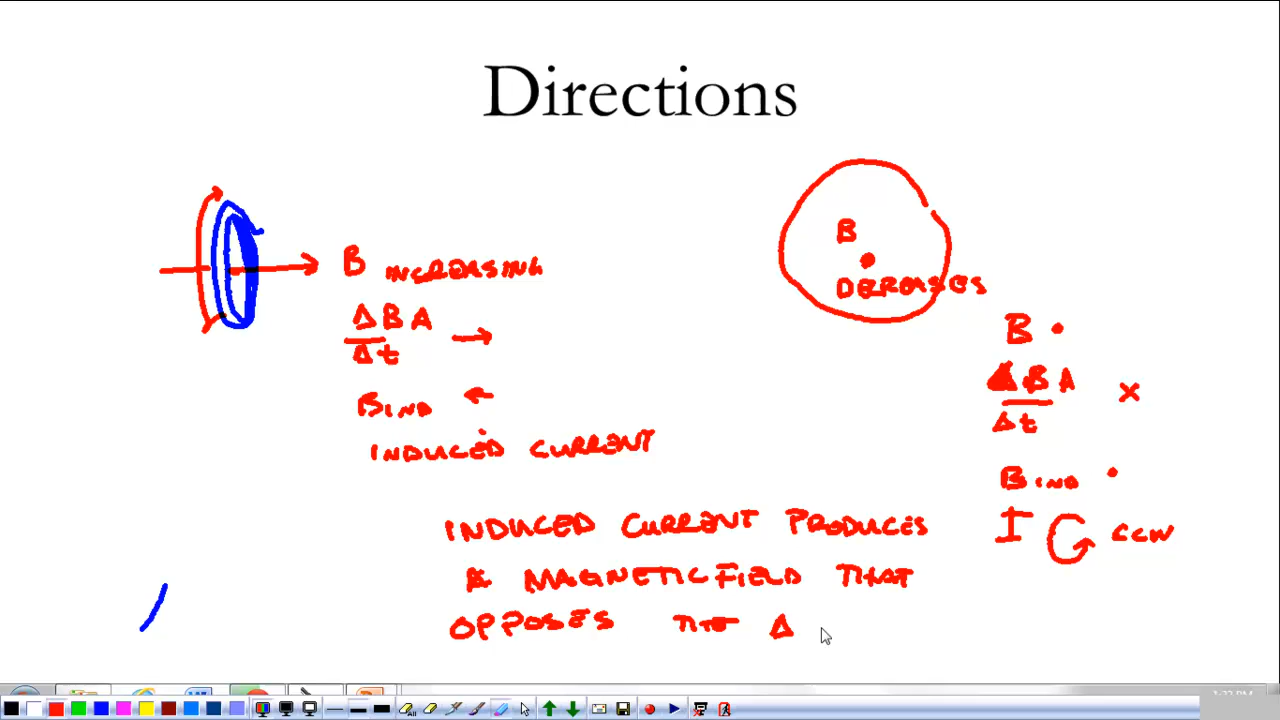 Directions
B INCREASING
ΔBA
Δt
BIND
INDUCED CURRENT
B
DECREASES
B
ΔBA
Δt
×
BIND
I CCW
INDUCED CURRENT PRODUCES
A MAGNETIC FIELD THAT
OPPOSES THE Δ